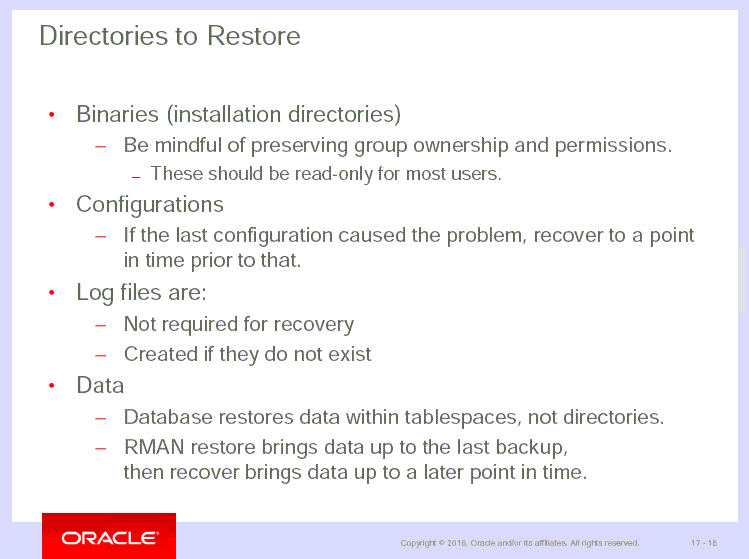 Directories to Restore
• Binaries (installation directories)
– Be mindful of preserving group ownership and permissions.
– These should be read-only for most users.
• Configurations
– If the last configuration caused the problem, recover to a point
in time prior to that.
• Log files are:
– Not required for recovery
– Created if they do not exist
• Data
– Database restores data within tablespaces, not directories.
– RMAN restore brings data up to the last backup,
then recover brings data up to a later point in time.
ORACLE
Copyright © 2016, Oracle and/or its affiliates. All rights reserved.
17 - 18